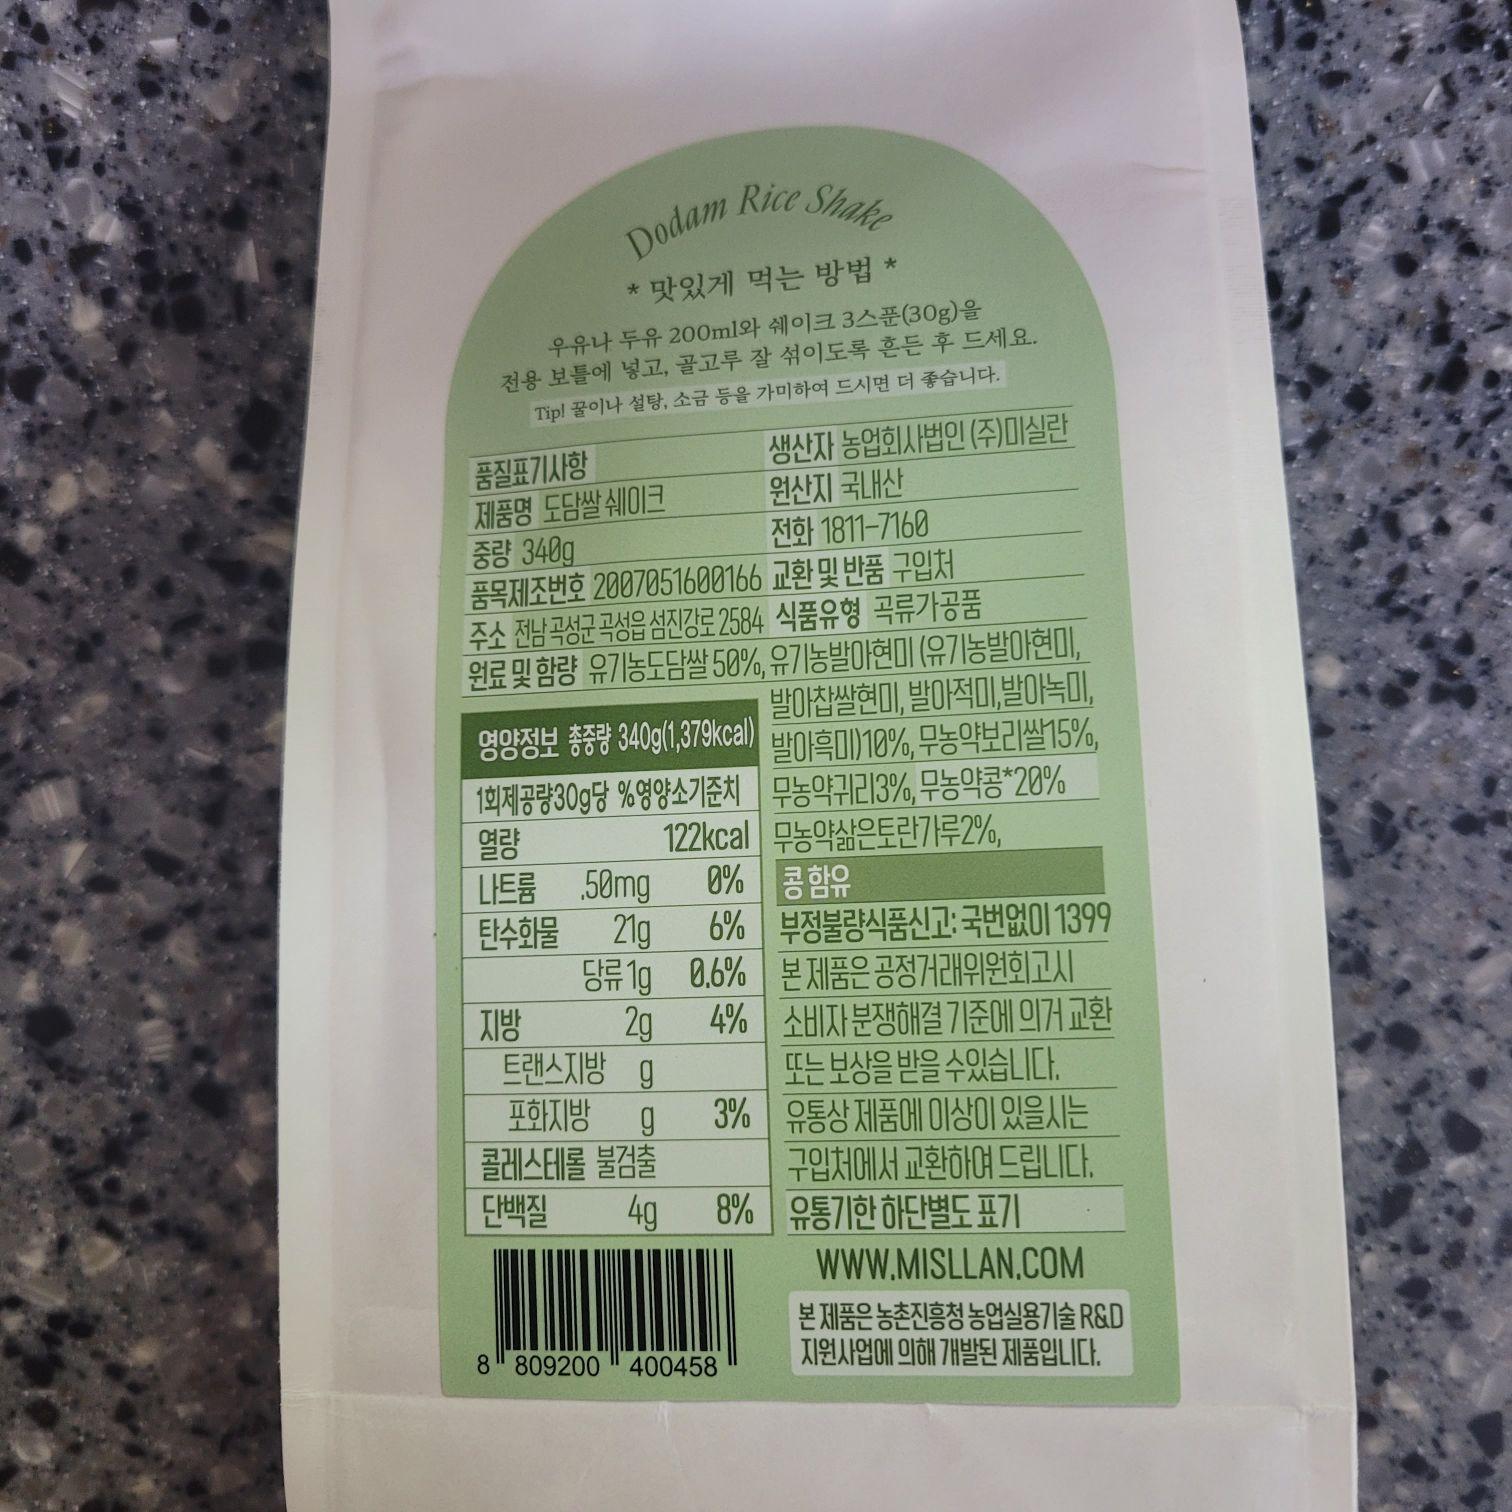 Dodam Rice Shake
* 맛있게 먹는 방법 *
우유나 두유 200ml와 쉐이크 3스푼(30g)을
전용 보틀에 넣고, 골고루 잘 섞이도록 흔든 후 드세요.
Tip! 꿀이나 설탕, 소금 등을 가미하여 드시면 더 좋습니다.
품질표기사항
제품명 도담쌀 쉐이크
중량 340g
품목제조번호 2007051600166
주소 전남 곡성군 곡성읍 섬진강로 2584
생산자 농업회사법인 (주)미실란
원산지 국내산
전화 1811-7160
교환 및 반품 구입처
식품유형 곡류가공품
원료 및 함량 유기농도담쌀 50%, 유기농발아현미 (유기농발아현미,
발아찹쌀현미, 발아적미,발아녹미,
발아흑미)10%, 무농약보리쌀15%,
무농약귀리3%, 무농약콩*20%
무농약삶은토란가루2%,
콩 함유
부정불량식품신고: 국번없이 1399
본 제품은 공정거래위원회고시
소비자 분쟁해결 기준에 의거 교환
또는 보상을 받을 수있습니다.
유통상 제품에 이상이 있을시는
구입처에서 교환하여 드립니다.
유통기한 하단별도 표기
WWW.MISLLAN.COM
본 제품은 농촌진흥청 농업실용기술 R&D
지원사업에 의해 개발된 제품입니다.
영양정보 총중량 340g(1,379kcal)
1회제공량30g당 %영양소기준치
열량 122kcal
나트륨 .50mg 0%
탄수화물 21g 6%
당류 1g 0.6%
지방 2g 4%
트랜스지방 g
포화지방 g 3%
콜레스테롤 불검출
단백질 4g 8%
8 809200 400458